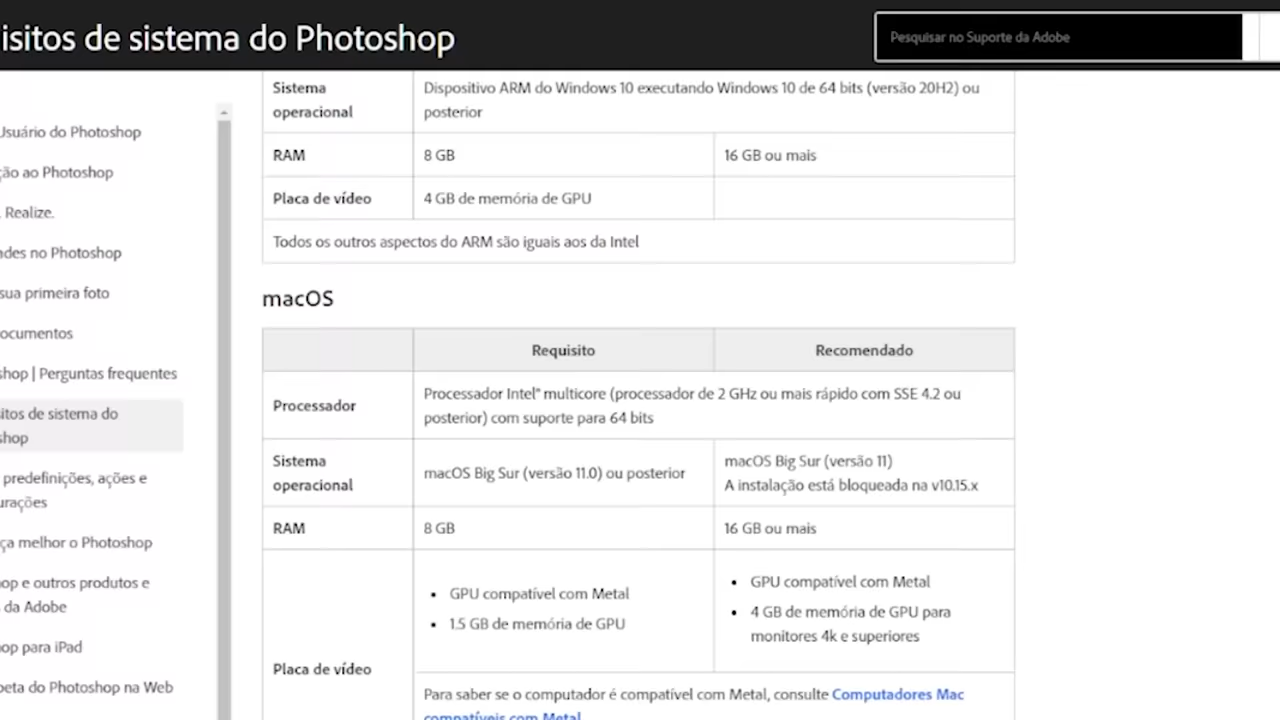 isitos de sistema do Photoshop
Pesquisar no Suporte da Adobe
Usuário do Photoshop
ção ao Photoshop
Realize.
ades no Photoshop
sua primeira foto
ocumentos
shop | Perguntas frequentes
sitos de sistema do
shop
predefinições, ações e
urações
ça melhor o Photoshop
hop e outros produtos e
da Adobe
hop para iPad
beta do Photoshop na Web
Sistema operacional
Dispositivo ARM do Windows 10 executando Windows 10 de 64 bits (versão 20H2) ou
posterior
RAM 8 GB 16 GB ou mais
Placa de vídeo 4 GB de memória de GPU
Todos os outros aspectos do ARM são iguais aos da Intel
macOS
Requisito Recomendado
Processador
Processador Intel® multicore (processador de 2 GHz ou mais rápido com SSE 4.2 ou
posterior) com suporte para 64 bits
Sistema
operacional
macOS Big Sur (versão 11.0) ou posterior
macOS Big Sur (versão 11)
A instalação está bloqueada na v10.15.x
RAM 8 GB 16 GB ou mais
Placa de vídeo
• GPU compatível com Metal
• 1.5 GB de memória de GPU
• GPU compatível com Metal
• 4 GB de memória de GPU para
monitores 4k e superiores
Para saber se o computador é compatível com Metal, consulte Computadores Mac
compatíveis com Metal